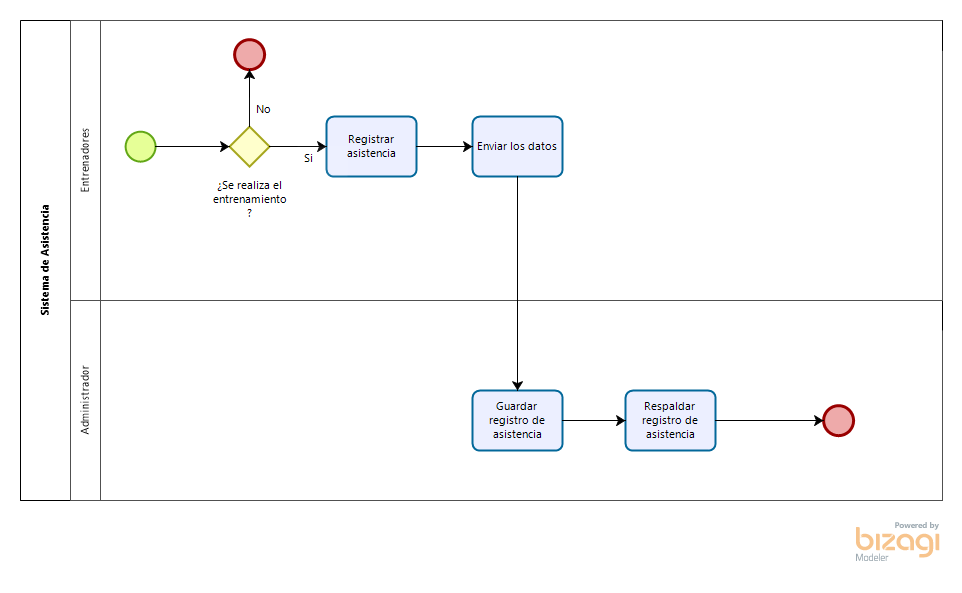 Sistema de Asistencia
Entrenadores
No
Si
¿Se realiza el
entrenamiento
?
Registrar
asistencia
Enviar los datos
Administrador
Guardar
registro de
asistencia
Respaldar
registro de
asistencia
Powered by
bizagi
Modeler